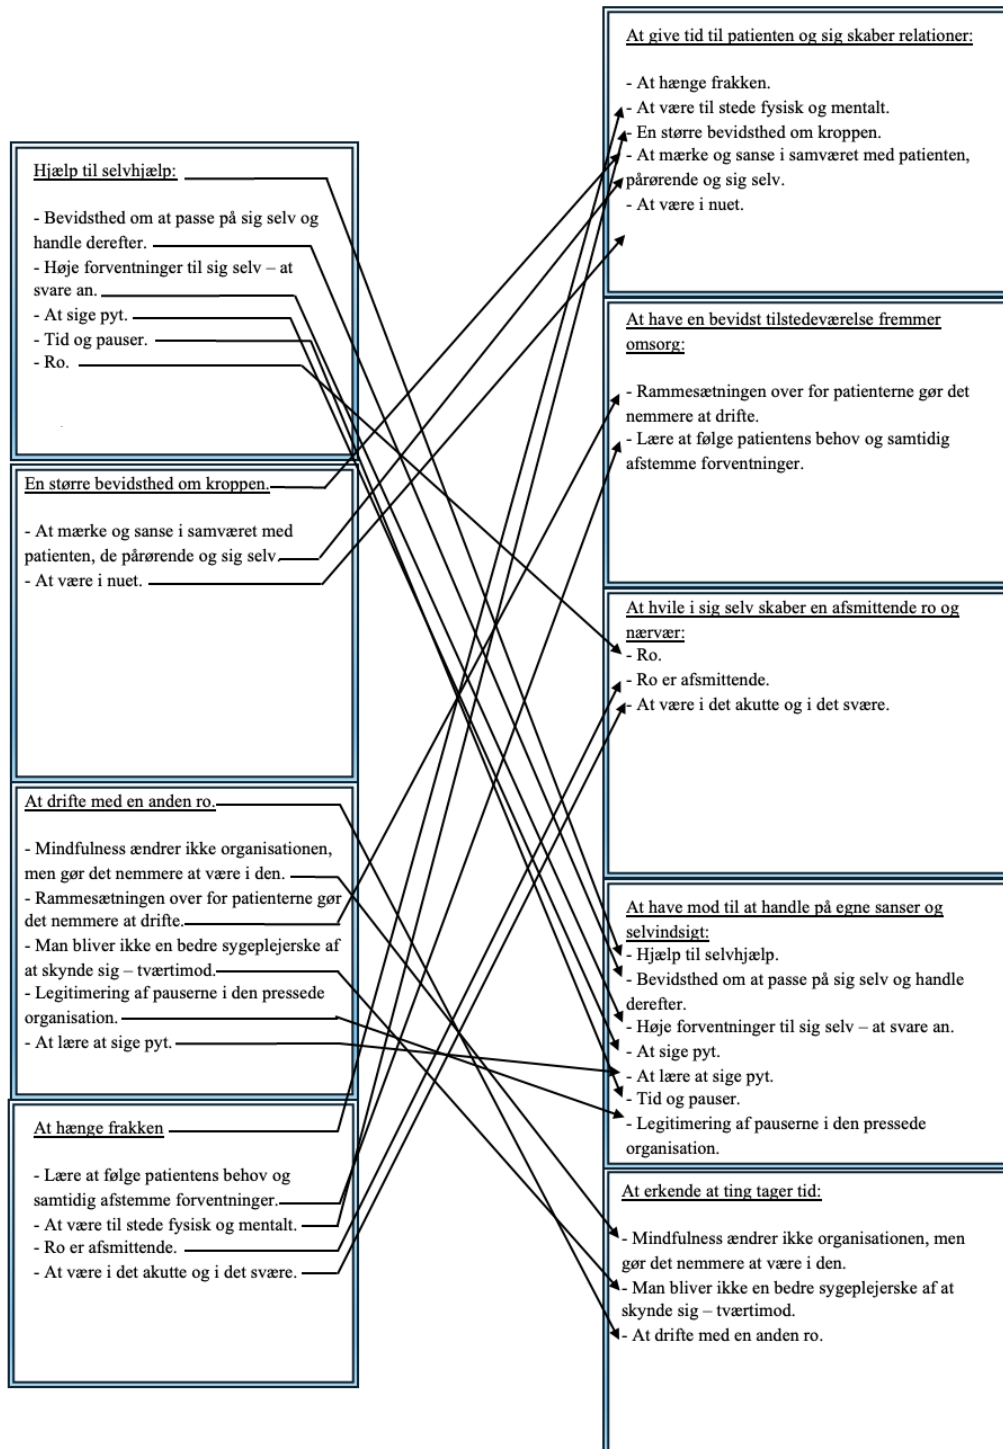 Hjælp til selvhjælp:
- Bevidsthed om at passe på sig selv og
handle derefter.
- Høje forventninger til sig selv – at
svare an.
- At sige pyt.
- Tid og pauser.
- Ro.
En større bevidsthed om kroppen.
- At mærke og sanse i samværet med
patienten, de pårørende og sig selv.
- At være i nuet.
At drifte med en anden ro.
- Mindfulness ændrer ikke organisationen,
men gør det nemmere at være i den.
- Rammesætningen over for patienterne gør
det nemmere at drifte.
- Man bliver ikke en bedre sygeplejerske af
at skynde sig – tværtimod.
- Legitimering af pauserne i den pressede
organisation.
- At lære at sige pyt.
At hænge frakken
- Lære at følge patientens behov og
samtidig afstemme forventninger.
- At være til stede fysisk og mentalt.
- Ro er afsmittende.
- At være i det akutte og i det svære.
At give tid til patienten og sig skaber relationer:
- At hænge frakken.
- At være til stede fysisk og mentalt.
- En større bevidsthed om kroppen.
- At mærke og sanse i samværet med patienten,
pårørende og sig selv.
- At være i nuet.
At have en bevidst tilstedeværelse fremmer
omsorg:
- Rammesætningen over for patienterne gør det
nemmere at drifte.
- Lære at følge patientens behov og samtidig
afstemme forventninger.
At hvile i sig selv skaber en afsmittende ro og
nærvær:
- Ro.
- Ro er afsmittende.
- At være i det akutte og i det svære.
At have mod til at handle på egne sanser og
selvindsigt:
- Hjælp til selvhjælp.
- Bevidsthed om at passe på sig selv og handle
derefter.
- Høje forventninger til sig selv – at svare an.
- At sige pyt.
- At lære at sige pyt.
- Tid og pauser.
- Legitimering af pauserne i den pressede
organisation.
At erkende at ting tager tid:
- Mindfulness ændrer ikke organisationen, men
gør det nemmere at være i den.
- Man bliver ikke en bedre sygeplejerske af at
skynde sig – tværtimod.
- At drifte med en anden ro.